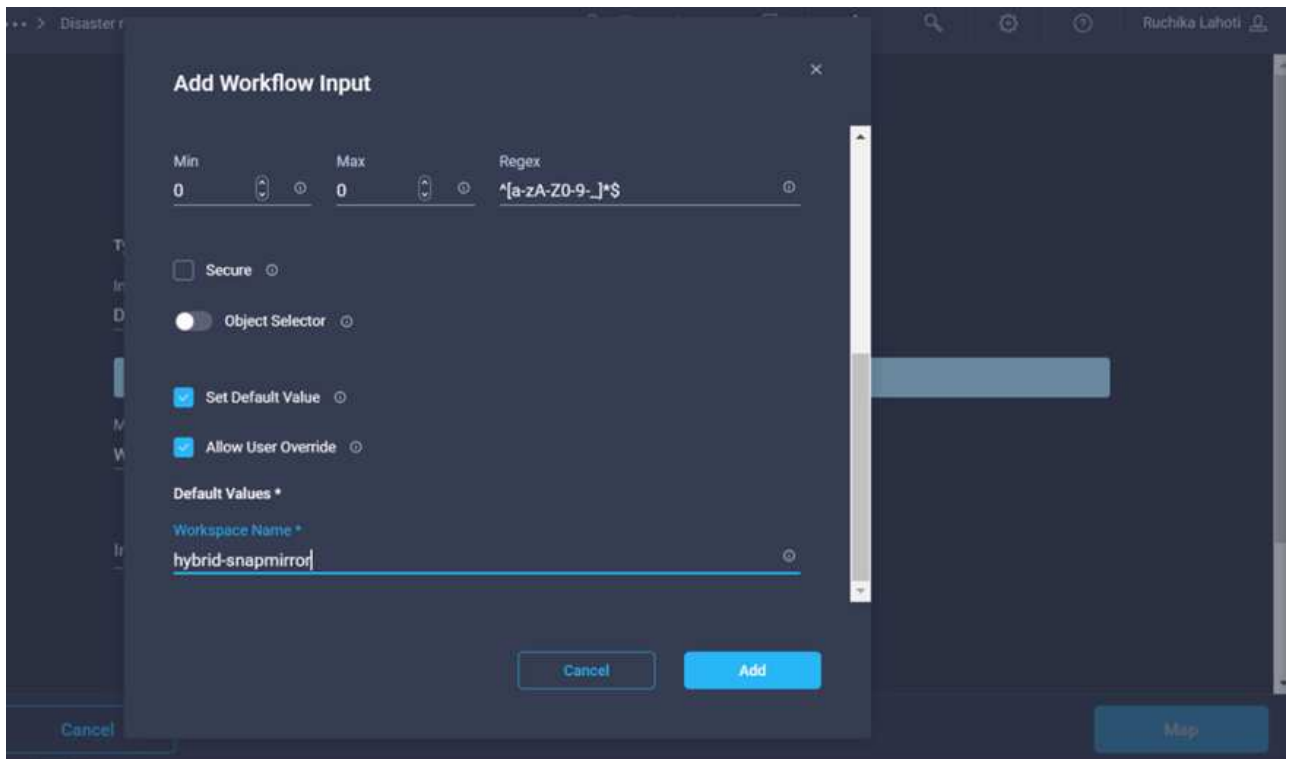 Disaster r
Ruchika Lahoti
Add Workflow Input
Min Max Regex
0 0 ^[a-zA-Z0-9-_]*$
Secure
Object Selector
Set Default Value
Allow User Override
Default Values *
Workspace Name *
hybrid-snapmirror
Cancel Add
Cancel Map